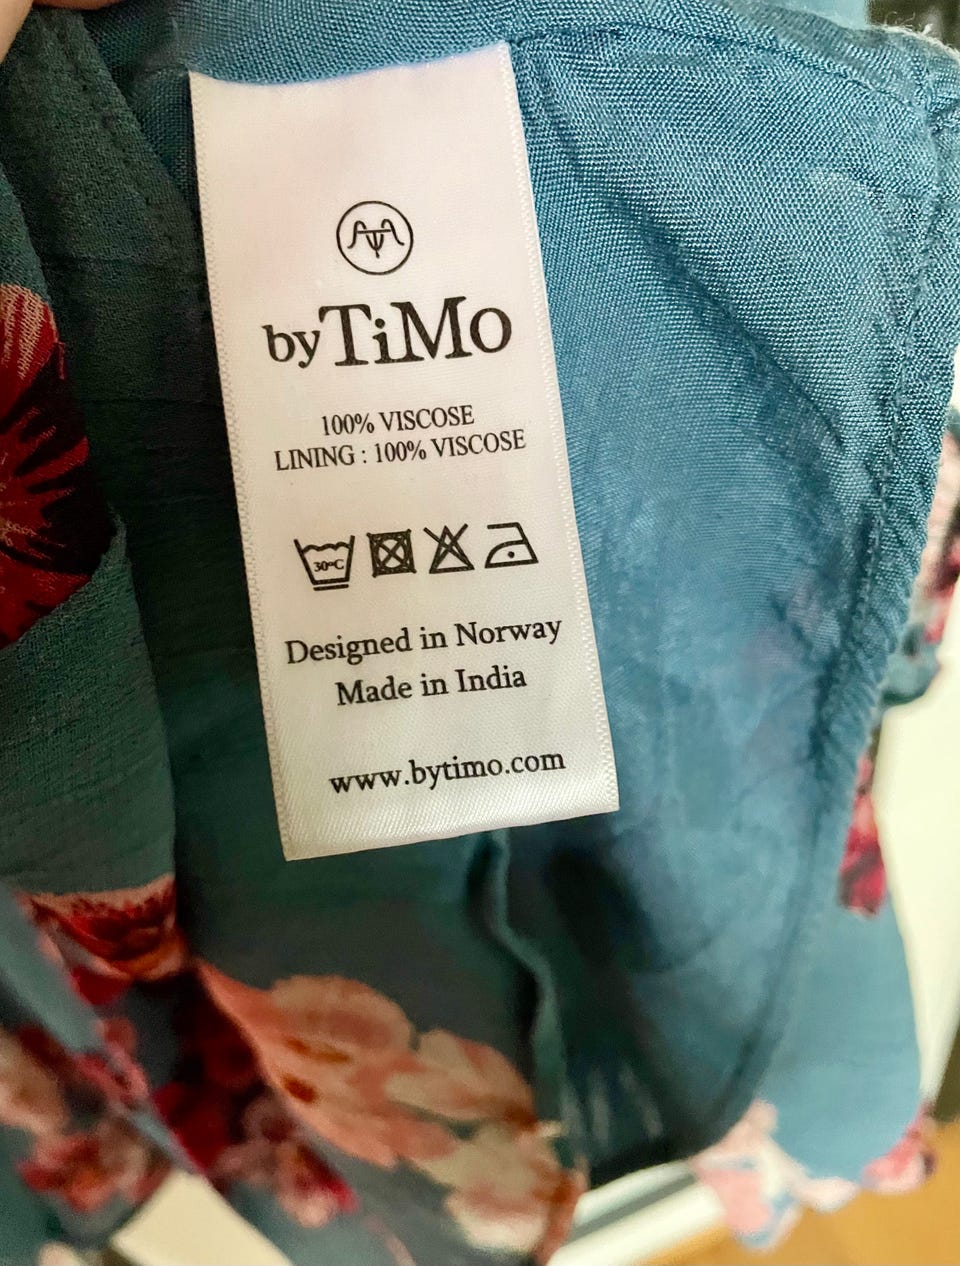 byTiMo
100% VISCOSE
LINING : 100% VISCOSE
30°C
Designed in Norway
Made in India
www.bytimo.com